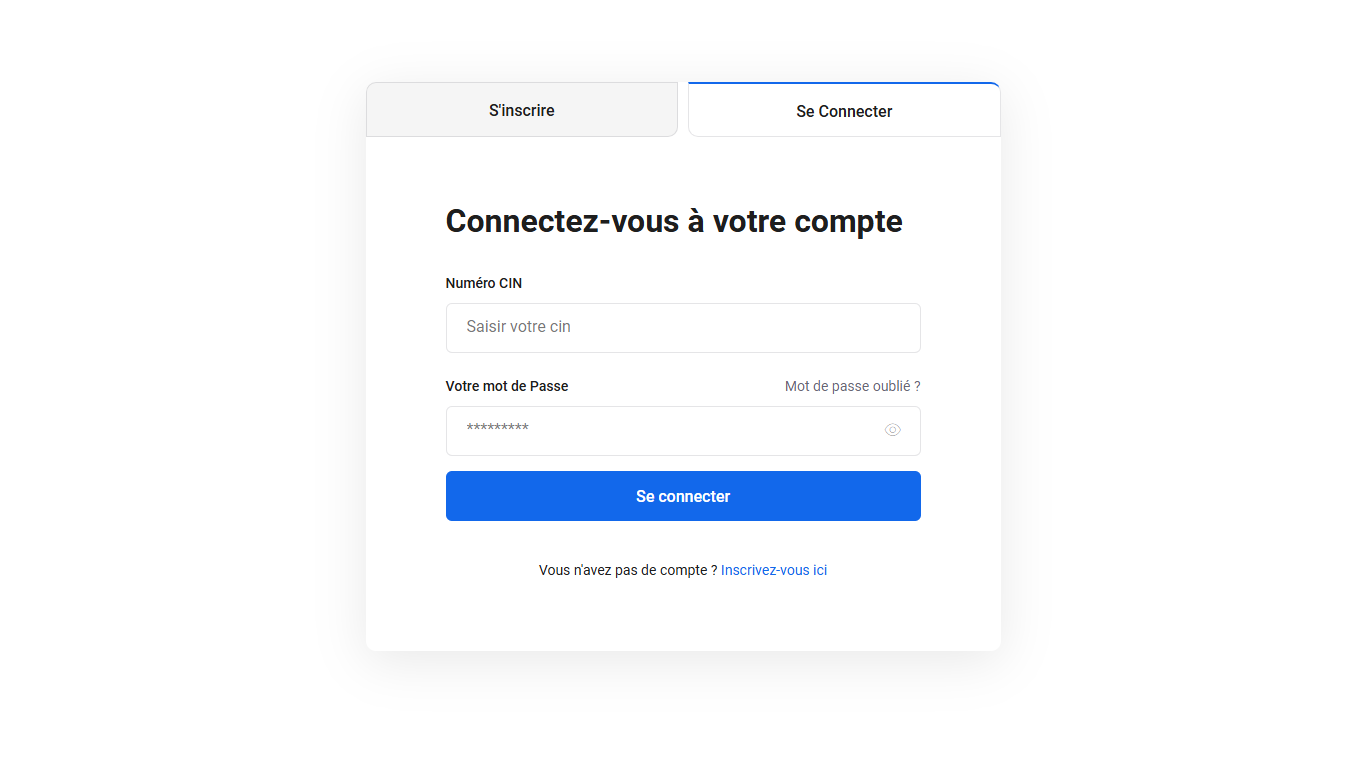 S'inscrire
Se Connecter
Connectez-vous à votre compte
Numéro CIN
Saisir votre cin
Votre mot de Passe
Mot de passe oublié ?
*********
Se connecter
Vous n'avez pas de compte ? Inscrivez-vous ici